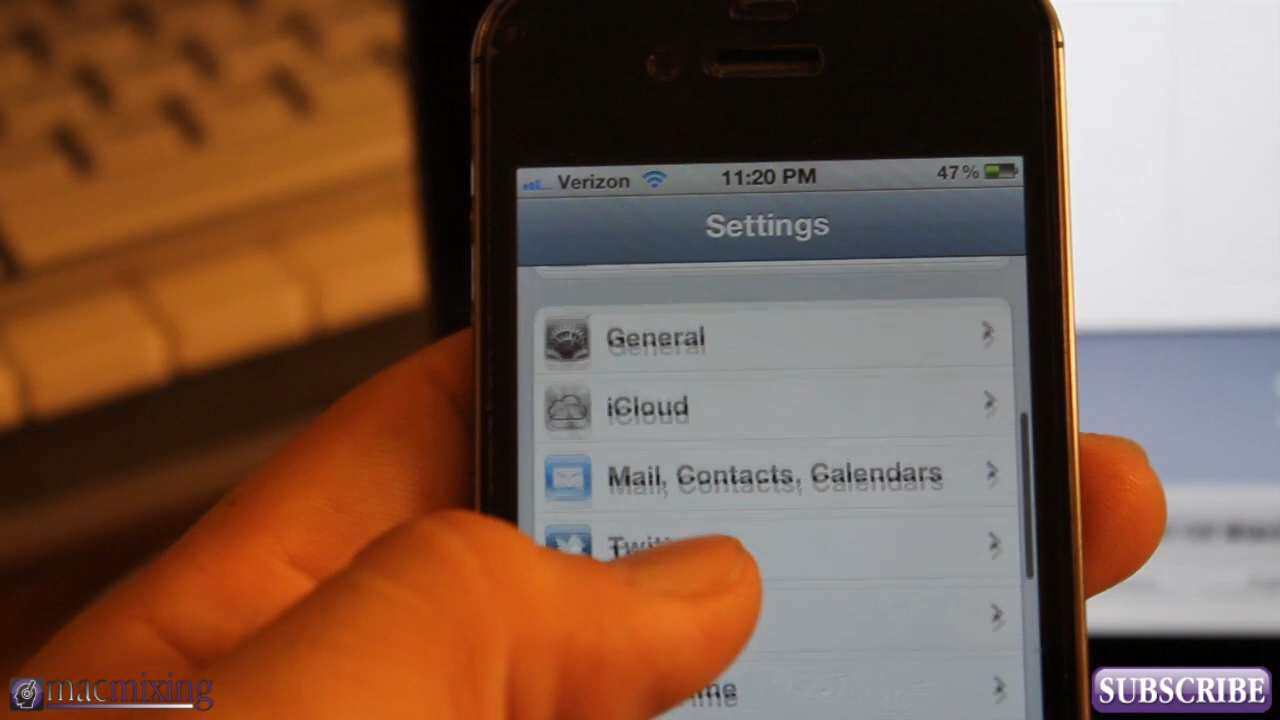 Verizon 11:20 PM 47%
Settings
General
iCloud
Mail, Contacts, Calendars
macmixing
SUBSCRIBE